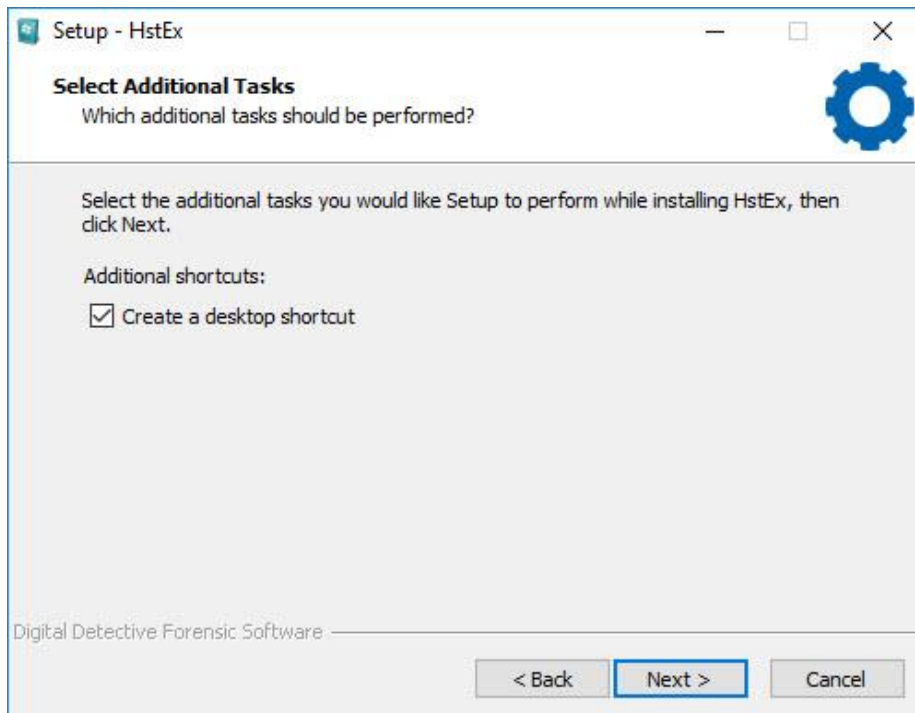 Setup - HstEx
Select Additional Tasks
Which additional tasks should be performed?
Select the additional tasks you would like Setup to perform while installing HstEx, then
click Next.
Additional shortcuts:
Create a desktop shortcut
Digital Detective Forensic Software
< Back Next > Cancel